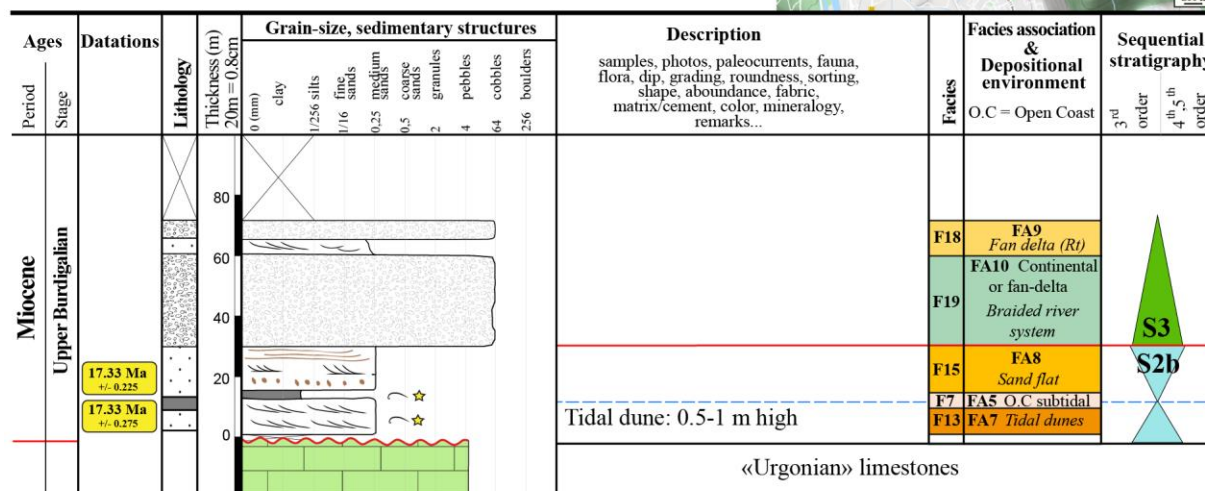 Ages
Datations
Period
Stage
Lithology
Thickness (m)
20m = 0.8cm
Grain-size, sedimentary structures
0 (mm)
clay
1/256 silts
1/16 fine sands
0,25 medium sands
0,5 coarse sands
2 granules
4 pebbles
64 cobbles
256 boulders
Description
samples, photos, paleocurrents, fauna,
flora, dip, grading, roundness, sorting,
shape, aboundance, fabric,
matrix/cement, color, mineralogy,
remarks...
Facies
Facies association
&
Depositional
environment
O.C = Open Coast
Sequential
stratigraphy
3rd order
4th,5th order
Miocene
Upper Burdigalian
17.33 Ma
+/- 0.225
17.33 Ma
+/- 0.275
80
60
40
20
0
Tidal dune: 0.5-1 m high
«Urgonian» limestones
F18
FA9
Fan delta (Rt)
F19
FA10 Continental
or fan-delta
Braided river
system
F15
FA8
Sand flat
F7
FA5 O.C subtidal
F13
FA7 Tidal dunes
S3
S2b